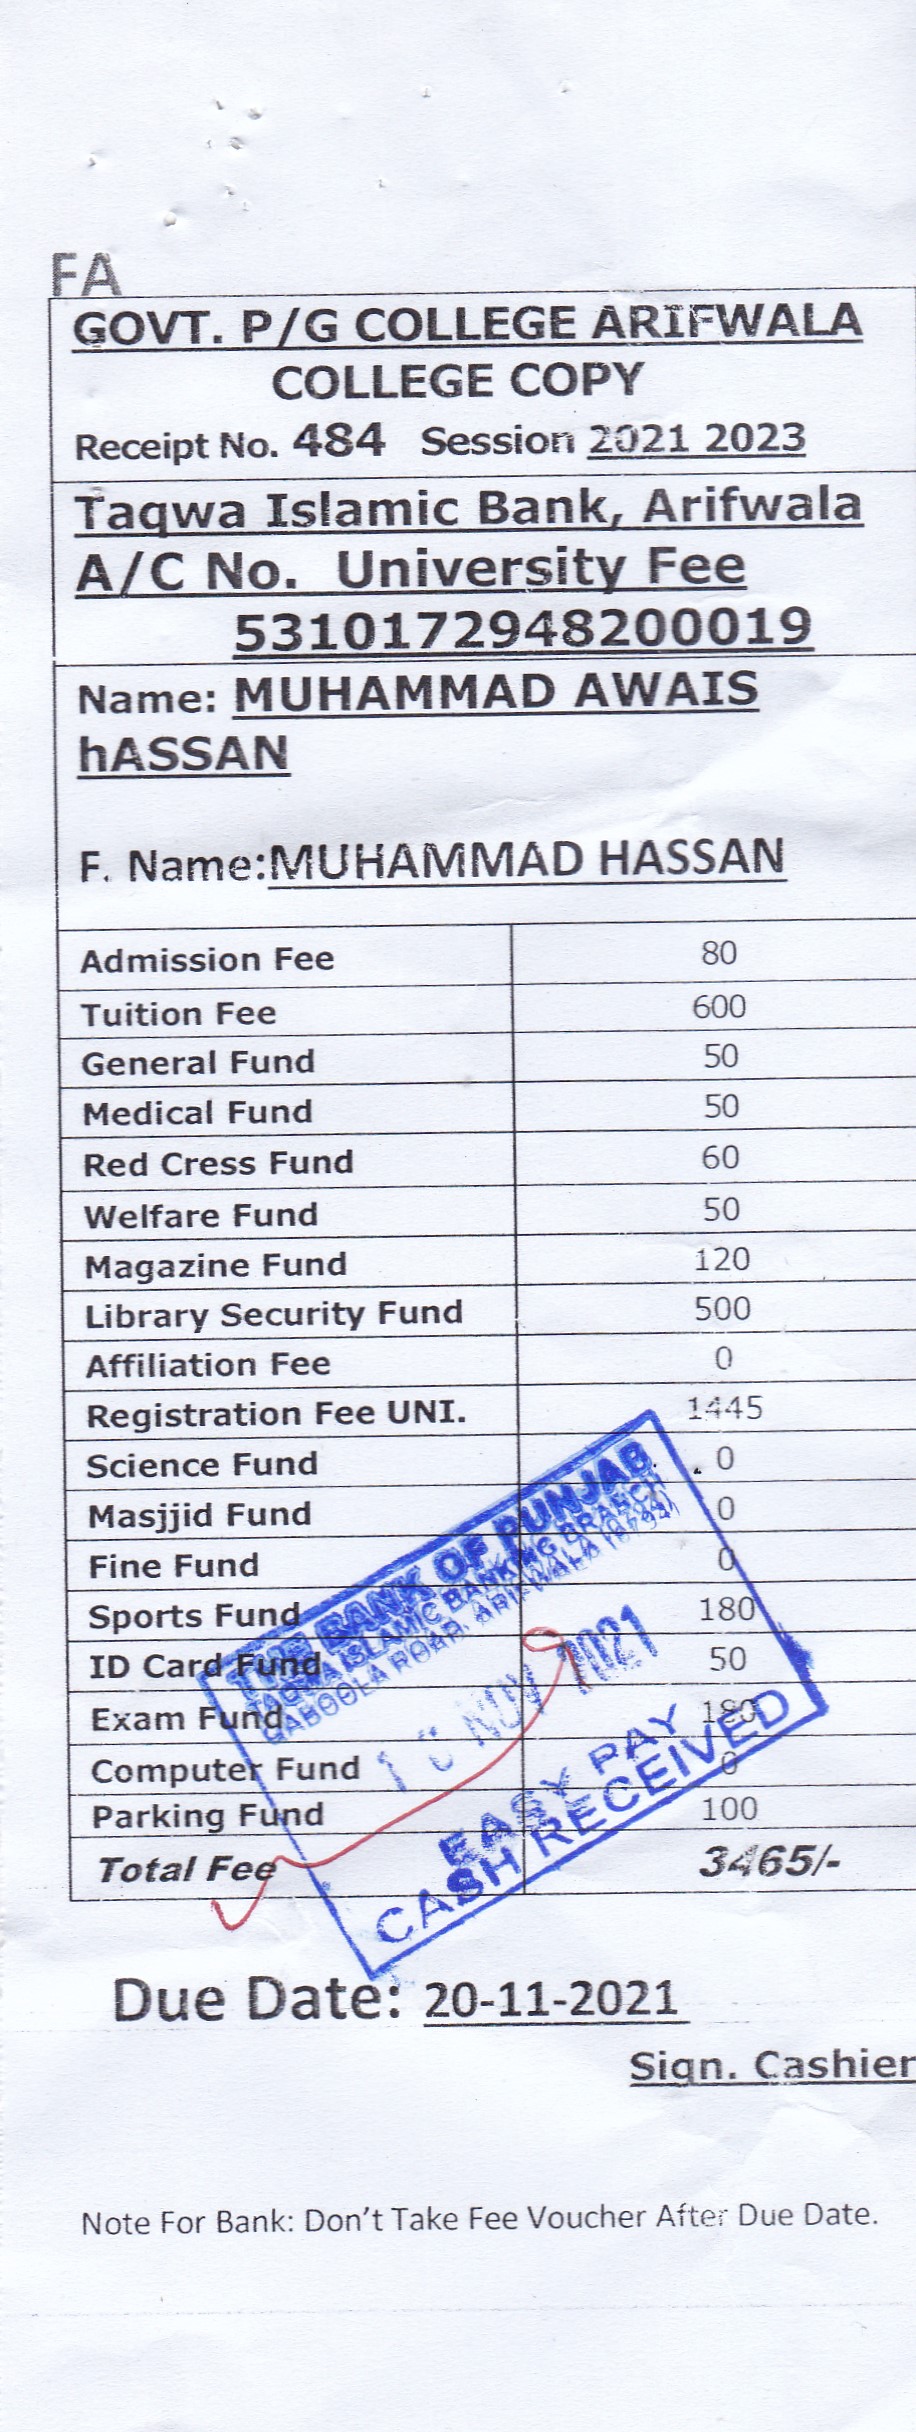 FA
GOVT. P/G COLLEGE ARIFWALA
COLLEGE COPY
Receipt No. 484 Session 2021 2023
Taqwa Islamic Bank, Arifwala
A/C No. University Fee
5310172948200019
Name: MUHAMMAD AWAIS
hASSAN
F. Name:MUHAMMAD HASSAN
Admission Fee 80
Tuition Fee 600
General Fund 50
Medical Fund 50
Red Cress Fund 60
Welfare Fund 50
Magazine Fund 120
Library Security Fund 500
Affiliation Fee 0
Registration Fee UNI. 1445
Science Fund 0
Masjjid Fund 0
Fine Fund 0
Sports Fund 180
ID Card Fund 50
Exam Fund 180
Computer Fund 0
Parking Fund 100
Total Fee 3465/-
THE BANK OF PUNJAB
TAQWA ISLAMIC BANKING BRANCH
QABOOLA ROAD, ARIFWALA
NOV 2021
EASY PAY
CASH RECEIVED
Due Date: 20-11-2021
Sign. Cashier
Note For Bank: Don't Take Fee Voucher After Due Date.